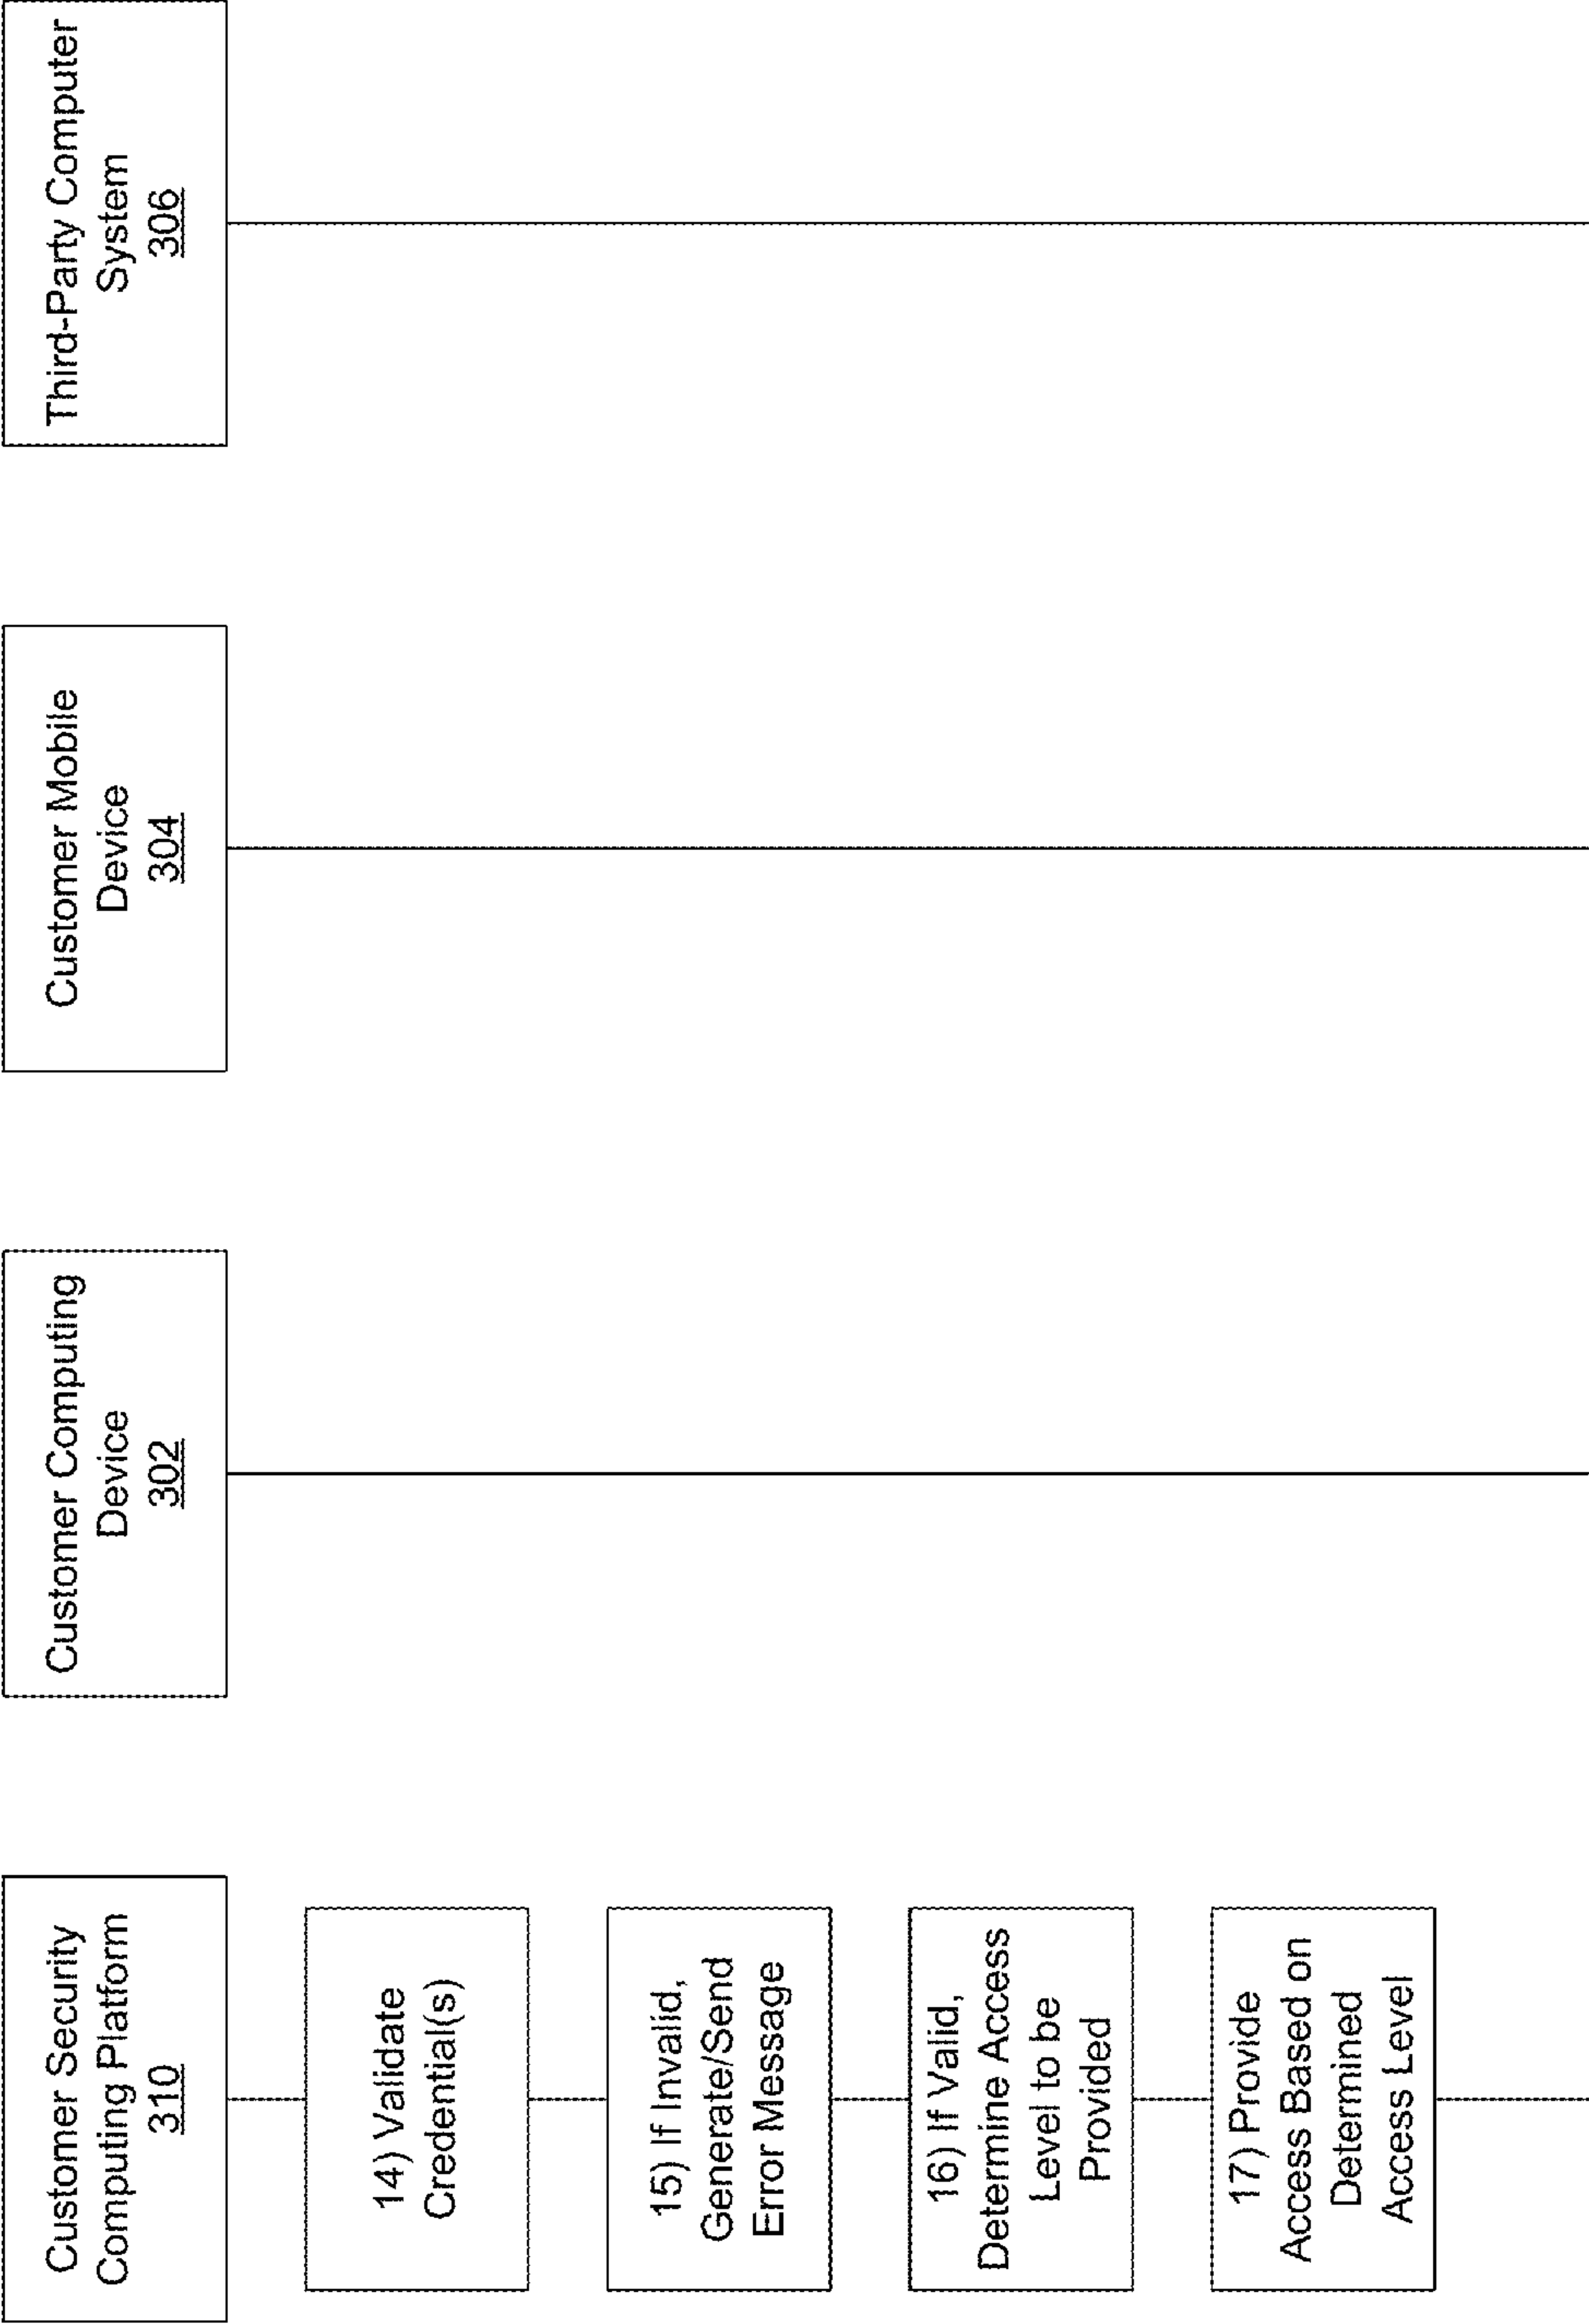 Customer Security
Computing Platform
310
Customer Computing
Device
302
Customer Mobile
Device
304
Third-Party Computer
System
306
14) Validate
Credential(s)
15) If Invalid,
Generate/Send
Error Message
16) If Valid,
Determine Access
Level to be
Provided
17) Provide
Access Based on
Determined
Access Level